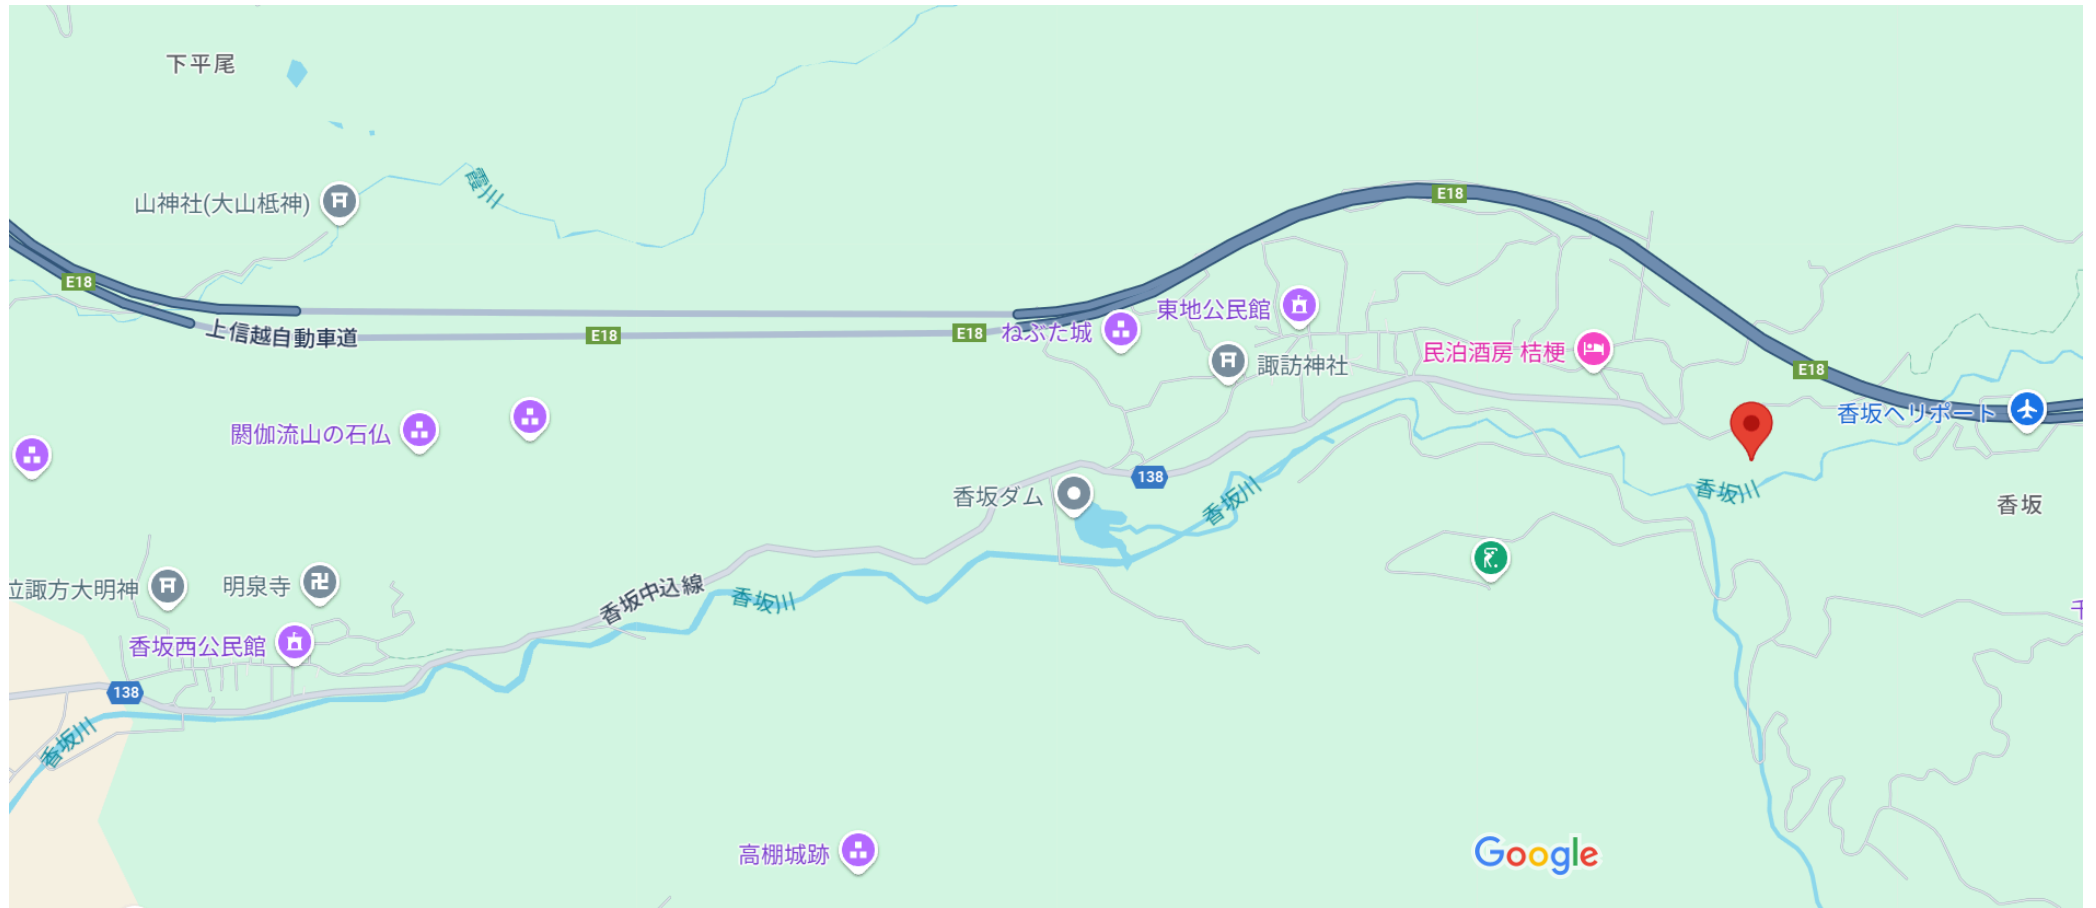 下平尾
霞川
山神社(大山柢神)
E18
E18
E18
上信越自動車道
E18
E18
ねぶた城
東地公民館
諏訪神社
民泊酒房 桔梗
E18
香坂ヘリポート
閼伽流山の石仏
138
香坂ダム
香坂川
香坂川
香坂
位諏方大明神
明泉寺
香坂中込線
香坂川
千
香坂西公民館
138
香坂川
高棚城跡
Google